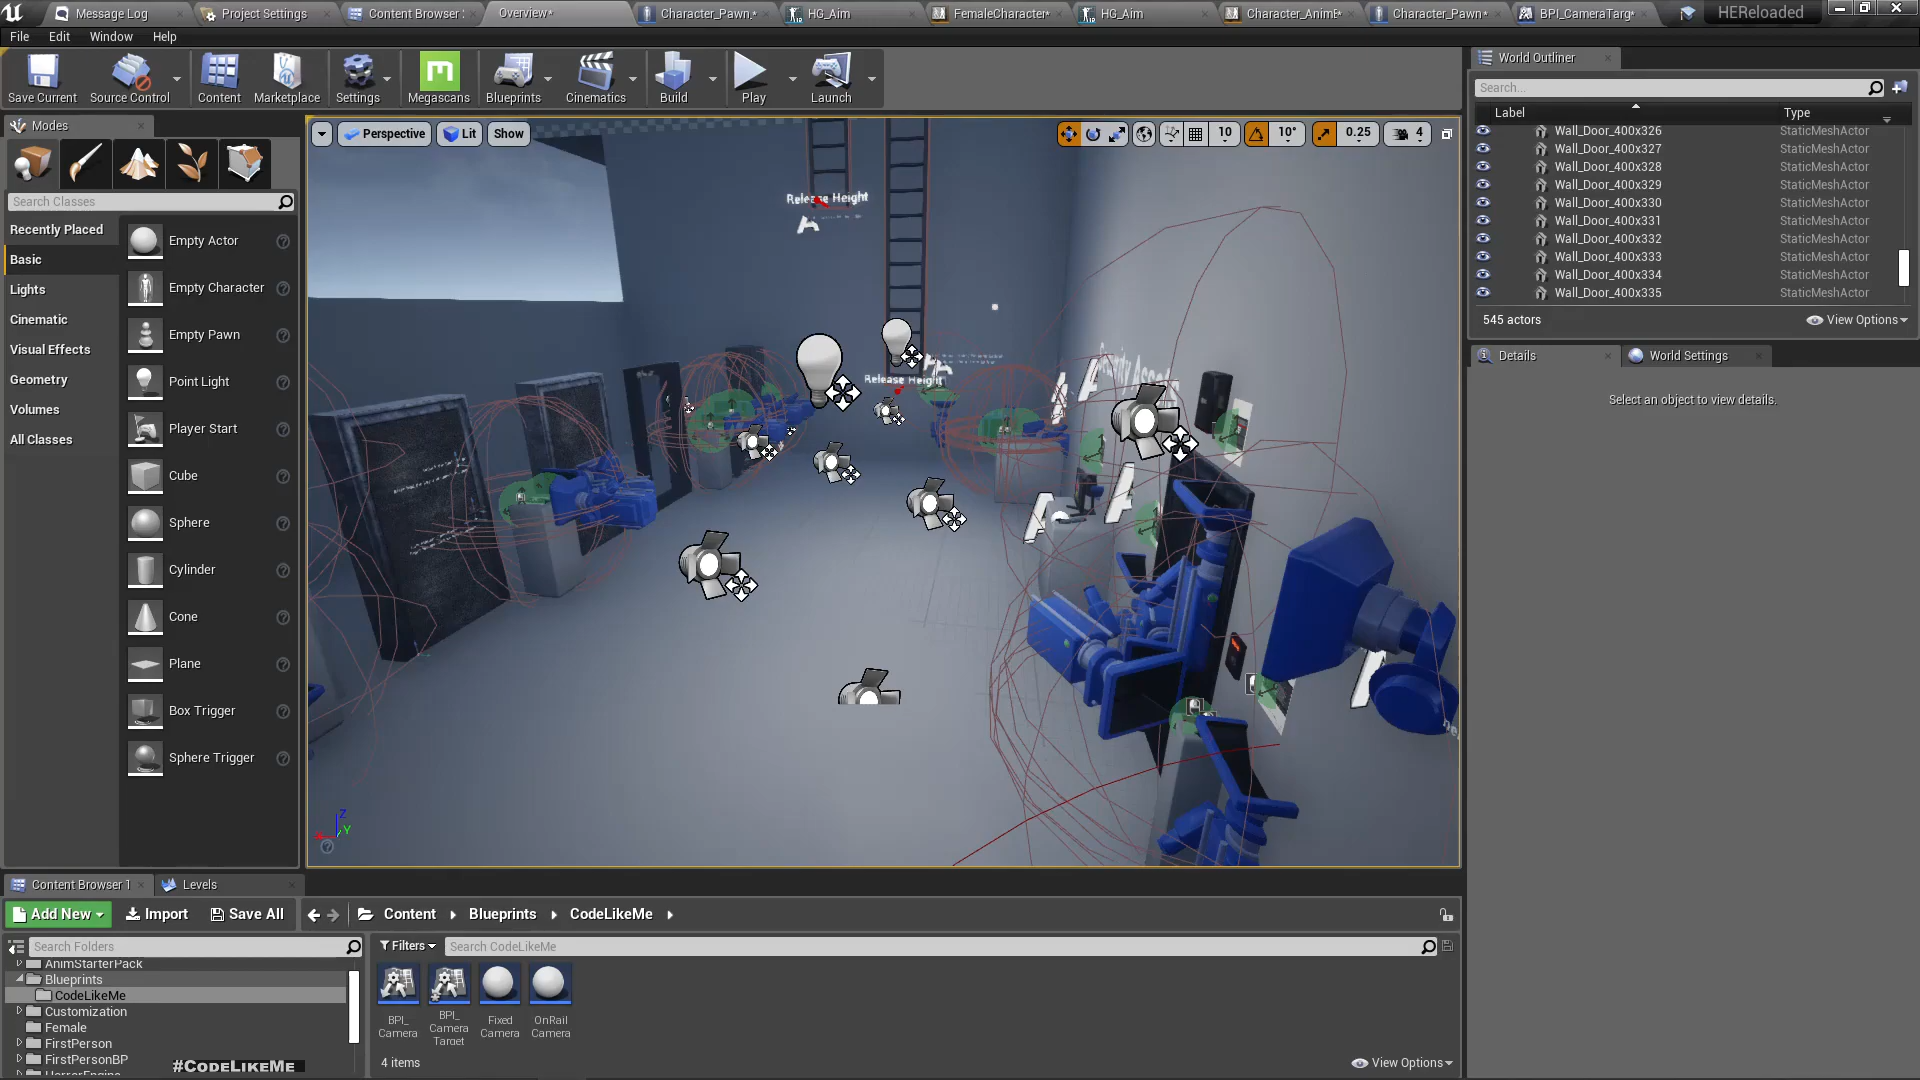 Message Log
Project Settings
Content Browser
Overview*
Character_Pawn*
HG_Aim
FemaleCharacter*
HG_Aim
Character_AnimB*
Character_Pawn*
BPI_CameraTarg*
HEReloaded
File
Edit
Window
Help
Save Current
Source Control
Content
Marketplace
Settings
Megascans
Blueprints
Cinematics
Build
Play
Launch
Modes
Search Classes
Recently Placed
Basic
Lights
Cinematic
Visual Effects
Geometry
Volumes
All Classes
Empty Actor
Empty Character
Empty Pawn
Point Light
Player Start
Cube
Sphere
Cylinder
Cone
Plane
Box Trigger
Sphere Trigger
Perspective
Lit
Show
10
10°
0.25
4
Release Height
Release Height
Z
Y
World Outliner
Search...
Label
Type
Wall_Door_400x326 StaticMeshActor
Wall_Door_400x327 StaticMeshActor
Wall_Door_400x328 StaticMeshActor
Wall_Door_400x329 StaticMeshActor
Wall_Door_400x330 StaticMeshActor
Wall_Door_400x331 StaticMeshActor
Wall_Door_400x332 StaticMeshActor
Wall_Door_400x333 StaticMeshActor
Wall_Door_400x334 StaticMeshActor
Wall_Door_400x335 StaticMeshActor
545 actors
View Options
Details
World Settings
Select an object to view details.
Content Browser 1
Levels
Add New
Import
Save All
Content
Blueprints
CodeLikeMe
Search Folders
AnimStarterPack
Blueprints
CodeLikeMe
Customization
Female
FirstPerson
FirstPersonBP
#CodeLikeMe
Filters
Search CodeLikeMe
BPI_
Camera
BPI_
Camera
Target
Fixed
Camera
OnRail
Camera
4 items
View Options